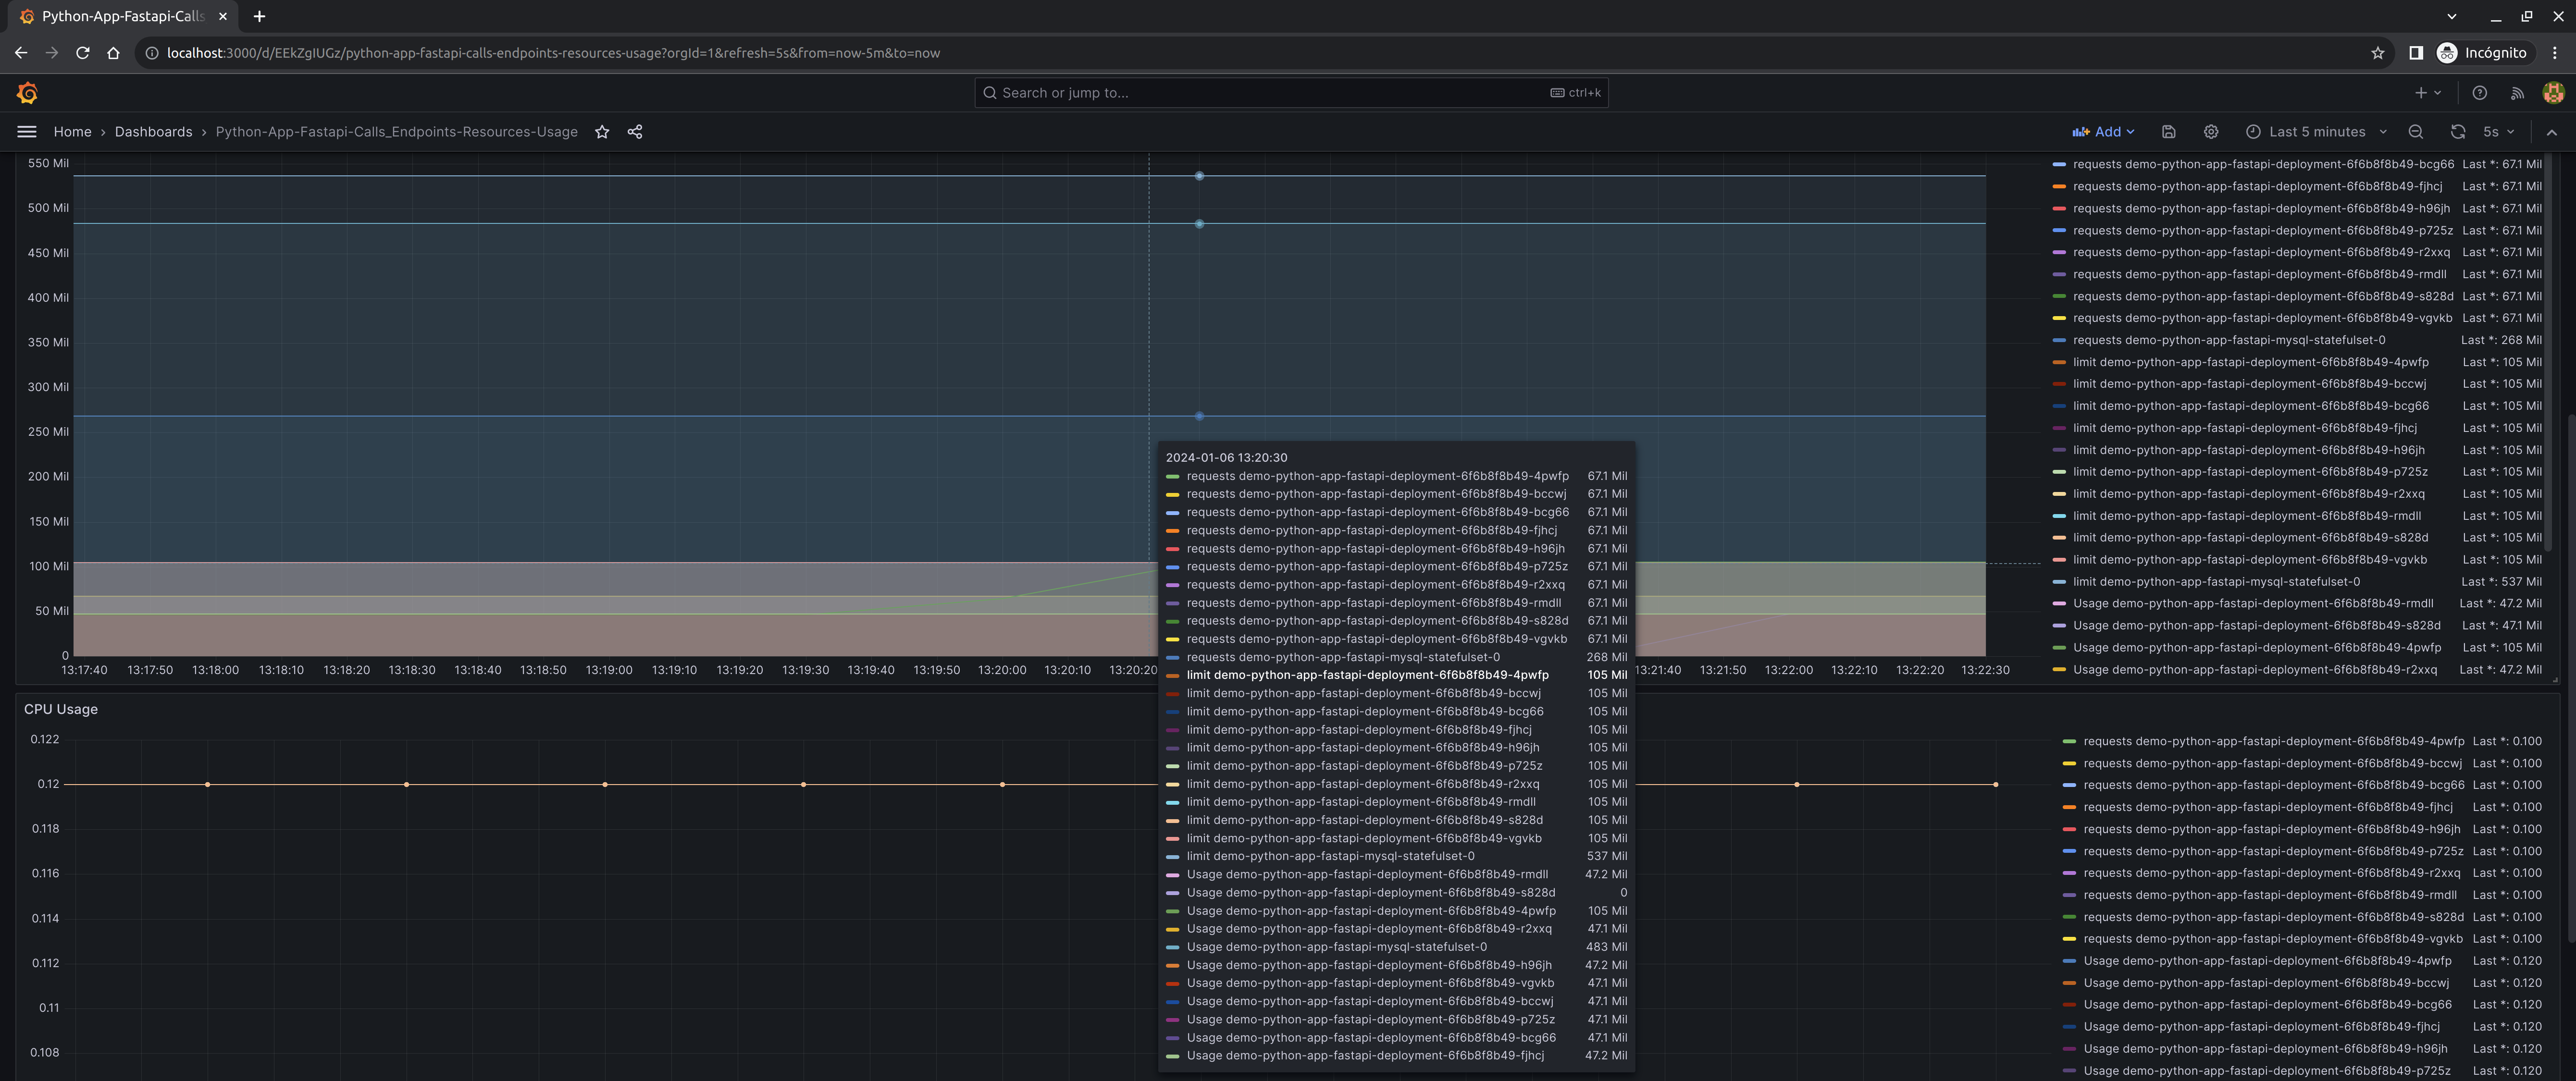 Python-App-Fastapi-Calls
localhost:3000/d/EEkZgIUGz/python-app-fastapi-calls-endpoints-resources-usage?orgId=1&refresh=5s&from=now-5m&to=now
Incógnito
Search or jump to...
ctrl+k
Home › Dashboards › Python-App-Fastapi-Calls_Endpoints-Resources-Usage
Add
Last 5 minutes
5s
550 Mil
500 Mil
450 Mil
400 Mil
350 Mil
300 Mil
250 Mil
200 Mil
150 Mil
100 Mil
50 Mil
0
13:17:40 13:17:50 13:18:00 13:18:10 13:18:20 13:18:30 13:18:40 13:18:50 13:19:00 13:19:10 13:19:20 13:19:30 13:19:40 13:19:50 13:20:00 13:20:10 13:20:20 13:21:40 13:21:50 13:22:00 13:22:10 13:22:20 13:22:30
requests demo-python-app-fastapi-deployment-6f6b8f8b49-bcg66 Last *: 67.1 Mil
requests demo-python-app-fastapi-deployment-6f6b8f8b49-fjhcj Last *: 67.1 Mil
requests demo-python-app-fastapi-deployment-6f6b8f8b49-h96jh Last *: 67.1 Mil
requests demo-python-app-fastapi-deployment-6f6b8f8b49-p725z Last *: 67.1 Mil
requests demo-python-app-fastapi-deployment-6f6b8f8b49-r2xxq Last *: 67.1 Mil
requests demo-python-app-fastapi-deployment-6f6b8f8b49-rmdll Last *: 67.1 Mil
requests demo-python-app-fastapi-deployment-6f6b8f8b49-s828d Last *: 67.1 Mil
requests demo-python-app-fastapi-deployment-6f6b8f8b49-vgvkb Last *: 67.1 Mil
requests demo-python-app-fastapi-mysql-statefulset-0 Last *: 268 Mil
limit demo-python-app-fastapi-deployment-6f6b8f8b49-4pwfp Last *: 105 Mil
limit demo-python-app-fastapi-deployment-6f6b8f8b49-bccwj Last *: 105 Mil
limit demo-python-app-fastapi-deployment-6f6b8f8b49-bcg66 Last *: 105 Mil
limit demo-python-app-fastapi-deployment-6f6b8f8b49-fjhcj Last *: 105 Mil
limit demo-python-app-fastapi-deployment-6f6b8f8b49-h96jh Last *: 105 Mil
limit demo-python-app-fastapi-deployment-6f6b8f8b49-p725z Last *: 105 Mil
limit demo-python-app-fastapi-deployment-6f6b8f8b49-r2xxq Last *: 105 Mil
limit demo-python-app-fastapi-deployment-6f6b8f8b49-rmdll Last *: 105 Mil
limit demo-python-app-fastapi-deployment-6f6b8f8b49-s828d Last *: 105 Mil
limit demo-python-app-fastapi-deployment-6f6b8f8b49-vgvkb Last *: 105 Mil
limit demo-python-app-fastapi-mysql-statefulset-0 Last *: 537 Mil
Usage demo-python-app-fastapi-deployment-6f6b8f8b49-rmdll Last *: 47.2 Mil
Usage demo-python-app-fastapi-deployment-6f6b8f8b49-s828d Last *: 47.1 Mil
Usage demo-python-app-fastapi-deployment-6f6b8f8b49-4pwfp Last *: 105 Mil
Usage demo-python-app-fastapi-deployment-6f6b8f8b49-r2xxq Last *: 47.2 Mil
2024-01-06 13:20:30
requests demo-python-app-fastapi-deployment-6f6b8f8b49-4pwfp 67.1 Mil
requests demo-python-app-fastapi-deployment-6f6b8f8b49-bccwj 67.1 Mil
requests demo-python-app-fastapi-deployment-6f6b8f8b49-bcg66 67.1 Mil
requests demo-python-app-fastapi-deployment-6f6b8f8b49-fjhcj 67.1 Mil
requests demo-python-app-fastapi-deployment-6f6b8f8b49-h96jh 67.1 Mil
requests demo-python-app-fastapi-deployment-6f6b8f8b49-p725z 67.1 Mil
requests demo-python-app-fastapi-deployment-6f6b8f8b49-r2xxq 67.1 Mil
requests demo-python-app-fastapi-deployment-6f6b8f8b49-rmdll 67.1 Mil
requests demo-python-app-fastapi-deployment-6f6b8f8b49-s828d 67.1 Mil
requests demo-python-app-fastapi-deployment-6f6b8f8b49-vgvkb 67.1 Mil
requests demo-python-app-fastapi-mysql-statefulset-0 268 Mil
limit demo-python-app-fastapi-deployment-6f6b8f8b49-4pwfp 105 Mil
limit demo-python-app-fastapi-deployment-6f6b8f8b49-bccwj 105 Mil
limit demo-python-app-fastapi-deployment-6f6b8f8b49-bcg66 105 Mil
limit demo-python-app-fastapi-deployment-6f6b8f8b49-fjhcj 105 Mil
limit demo-python-app-fastapi-deployment-6f6b8f8b49-h96jh 105 Mil
limit demo-python-app-fastapi-deployment-6f6b8f8b49-p725z 105 Mil
limit demo-python-app-fastapi-deployment-6f6b8f8b49-r2xxq 105 Mil
limit demo-python-app-fastapi-deployment-6f6b8f8b49-rmdll 105 Mil
limit demo-python-app-fastapi-deployment-6f6b8f8b49-s828d 105 Mil
limit demo-python-app-fastapi-deployment-6f6b8f8b49-vgvkb 105 Mil
limit demo-python-app-fastapi-mysql-statefulset-0 537 Mil
Usage demo-python-app-fastapi-deployment-6f6b8f8b49-rmdll 47.2 Mil
Usage demo-python-app-fastapi-deployment-6f6b8f8b49-s828d 0
Usage demo-python-app-fastapi-deployment-6f6b8f8b49-4pwfp 105 Mil
Usage demo-python-app-fastapi-deployment-6f6b8f8b49-r2xxq 47.1 Mil
Usage demo-python-app-fastapi-mysql-statefulset-0 483 Mil
Usage demo-python-app-fastapi-deployment-6f6b8f8b49-h96jh 47.2 Mil
Usage demo-python-app-fastapi-deployment-6f6b8f8b49-vgvkb 47.1 Mil
Usage demo-python-app-fastapi-deployment-6f6b8f8b49-bccwj 47.1 Mil
Usage demo-python-app-fastapi-deployment-6f6b8f8b49-p725z 47.1 Mil
Usage demo-python-app-fastapi-deployment-6f6b8f8b49-bcg66 47.1 Mil
Usage demo-python-app-fastapi-deployment-6f6b8f8b49-fjhcj 47.2 Mil
CPU Usage
0.122
0.12
0.118
0.116
0.114
0.112
0.11
0.108
requests demo-python-app-fastapi-deployment-6f6b8f8b49-4pwfp Last *: 0.100
requests demo-python-app-fastapi-deployment-6f6b8f8b49-bccwj Last *: 0.100
requests demo-python-app-fastapi-deployment-6f6b8f8b49-bcg66 Last *: 0.100
requests demo-python-app-fastapi-deployment-6f6b8f8b49-fjhcj Last *: 0.100
requests demo-python-app-fastapi-deployment-6f6b8f8b49-h96jh Last *: 0.100
requests demo-python-app-fastapi-deployment-6f6b8f8b49-p725z Last *: 0.100
requests demo-python-app-fastapi-deployment-6f6b8f8b49-r2xxq Last *: 0.100
requests demo-python-app-fastapi-deployment-6f6b8f8b49-rmdll Last *: 0.100
requests demo-python-app-fastapi-deployment-6f6b8f8b49-s828d Last *: 0.100
requests demo-python-app-fastapi-deployment-6f6b8f8b49-vgvkb Last *: 0.100
Usage demo-python-app-fastapi-deployment-6f6b8f8b49-4pwfp Last *: 0.120
Usage demo-python-app-fastapi-deployment-6f6b8f8b49-bccwj Last *: 0.120
Usage demo-python-app-fastapi-deployment-6f6b8f8b49-bcg66 Last *: 0.120
Usage demo-python-app-fastapi-deployment-6f6b8f8b49-fjhcj Last *: 0.120
Usage demo-python-app-fastapi-deployment-6f6b8f8b49-h96jh Last *: 0.120
Usage demo-python-app-fastapi-deployment-6f6b8f8b49-p725z Last *: 0.120